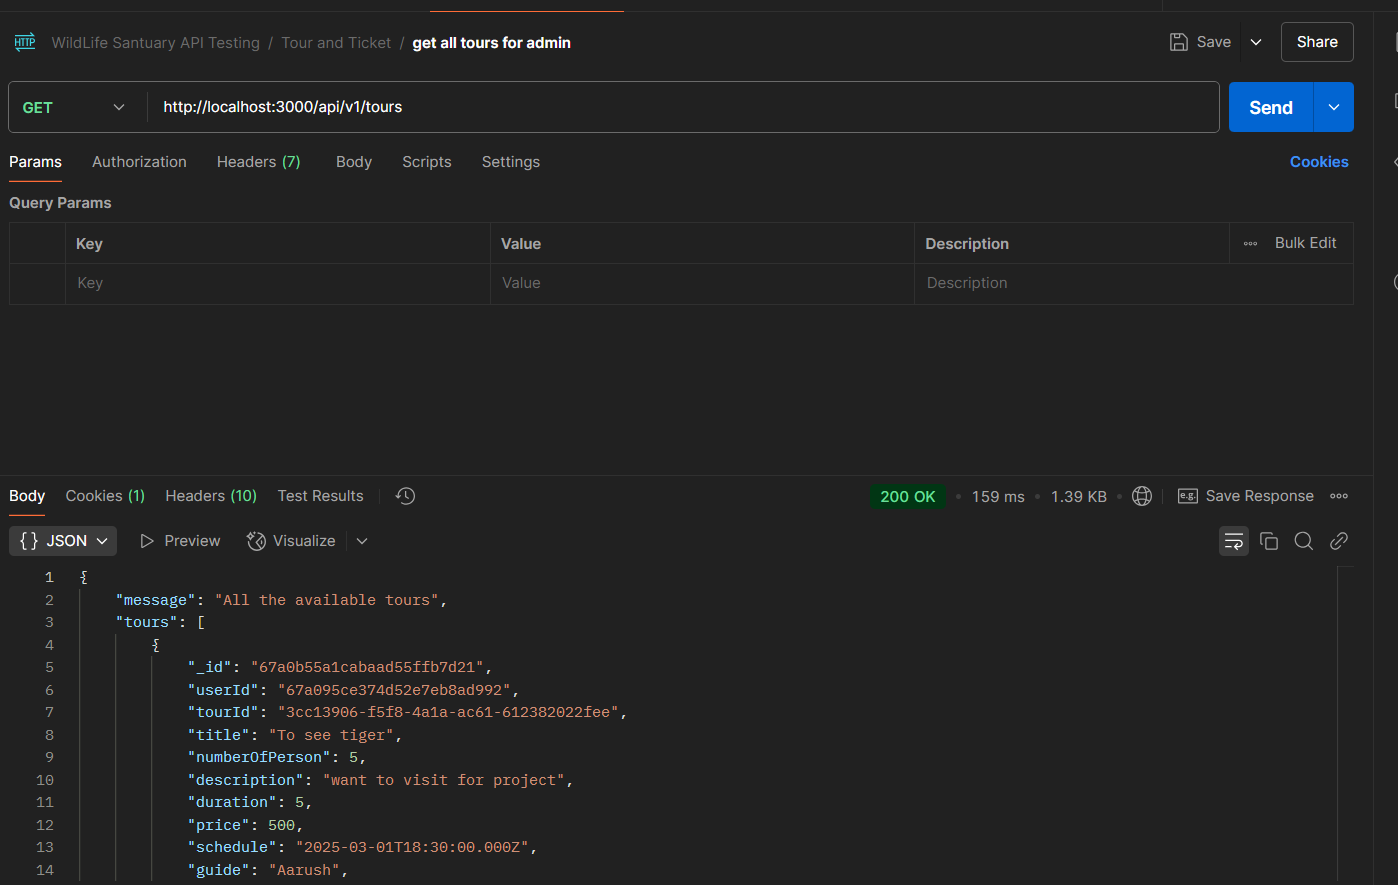 HTTP WildLife Santuary API Testing / Tour and Ticket / get all tours for admin Save Share
GET http://localhost:3000/api/v1/tours Send
Params Authorization Headers (7) Body Scripts Settings Cookies
Query Params
Key Value Description Bulk Edit
Key Value Description
Body Cookies (1) Headers (10) Test Results 200 OK 159 ms 1.39 KB e.g. Save Response
{} JSON Preview Visualize
1 {
2 "message": "All the available tours",
3 "tours": [
4 {
5 "_id": "67a0b55a1cabaad55ffb7d21",
6 "userId": "67a095ce374d52e7eb8ad992",
7 "tourId": "3cc13906-f5f8-4a1a-ac61-612382022fee",
8 "title": "To see tiger",
9 "numberOfPerson": 5,
10 "description": "want to visit for project",
11 "duration": 5,
12 "price": 500,
13 "schedule": "2025-03-01T18:30:00.000Z",
14 "guide": "Aarush",